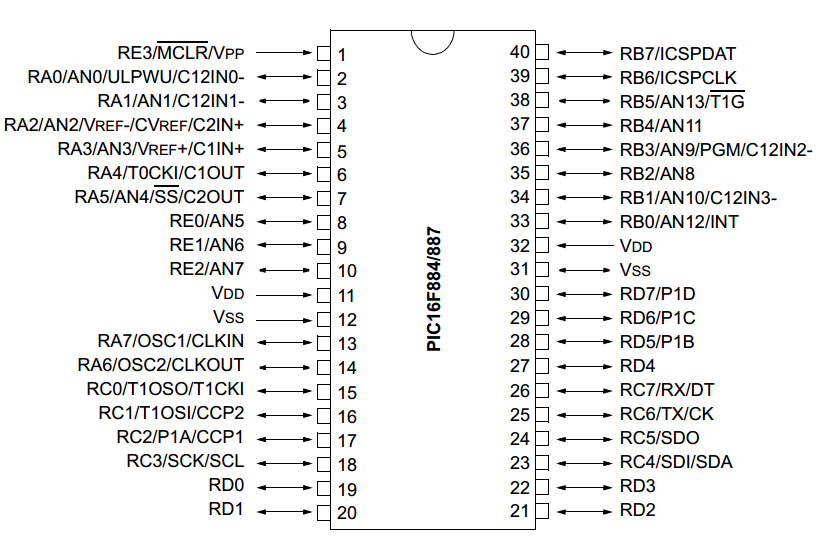 RE3/MCLR/VPP 1
RA0/AN0/ULPWU/C12IN0- 2
RA1/AN1/C12IN1- 3
RA2/AN2/VREF-/CVREF/C2IN+ 4
RA3/AN3/VREF+/C1IN+ 5
RA4/T0CKI/C1OUT 6
RA5/AN4/SS/C2OUT 7
RE0/AN5 8
RE1/AN6 9
RE2/AN7 10
VDD 11
VSS 12
RA7/OSC1/CLKIN 13
RA6/OSC2/CLKOUT 14
RC0/T1OSO/T1CKI 15
RC1/T1OSI/CCP2 16
RC2/P1A/CCP1 17
RC3/SCK/SCL 18
RD0 19
RD1 20
PIC16F884/887
40 RB7/ICSPDAT
39 RB6/ICSPCLK
38 RB5/AN13/T1G
37 RB4/AN11
36 RB3/AN9/PGM/C12IN2-
35 RB2/AN8
34 RB1/AN10/C12IN3-
33 RB0/AN12/INT
32 VDD
31 VSS
30 RD7/P1D
29 RD6/P1C
28 RD5/P1B
27 RD4
26 RC7/RX/DT
25 RC6/TX/CK
24 RC5/SDO
23 RC4/SDI/SDA
22 RD3
21 RD2